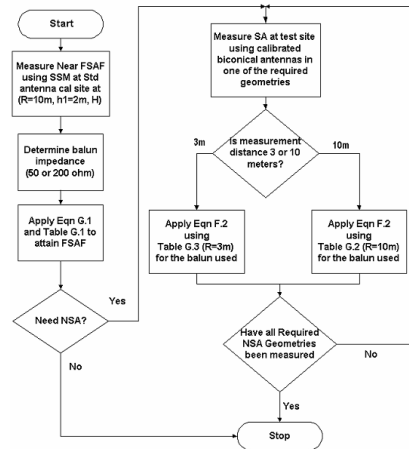 Start
Measure Near FSAF
using SSM at Std
antenna cal site at
(R=10m, h1=2m, H)
Determine balun
impedance
(50 or 200 ohm)
Apply Eqn G.1
and Table G.1 to
attain FSAF
Need NSA?
Yes
No
Measure SA at test site
using calibrated
biconical antennas in
one of the required
geometries
Is measurement
distance 3 or 10
meters?
3m
10m
Apply Eqn F.2
using
Table G.3 (R=3m)
for the balun used
Apply Eqn F.2
using
Table G.2 (R=10m)
for the balun used
Have all Required
NSA Geometries
been measured
No
Yes
Stop